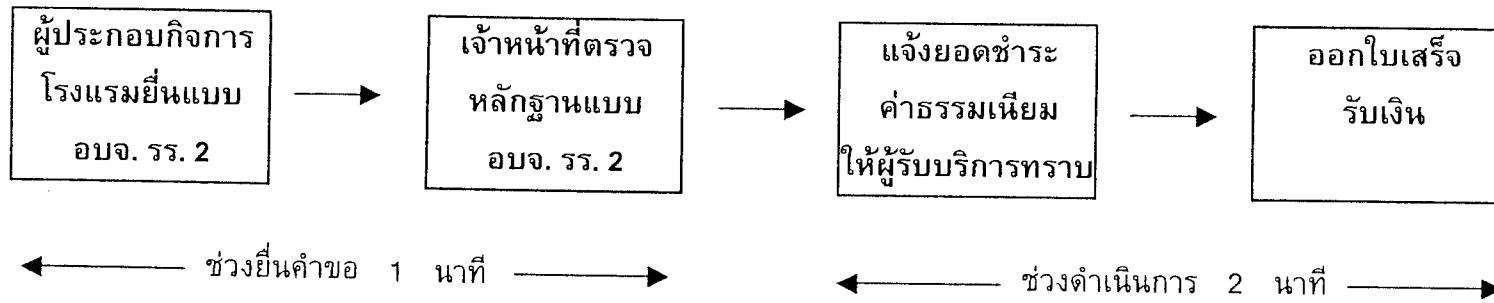 ผู้ประกอบกิจการ
โรงแรมยื่นแบบ
อบจ. รร. 2
เจ้าหน้าที่ตรวจ
หลักฐานแบบ
อบจ. รร. 2
แจ้งยอดชำระ
ค่าธรรมเนียม
ให้ผู้รับบริการทราบ
ออกใบเสร็จ
รับเงิน
ช่วงยื่นคำขอ 1 นาที
ช่วงดำเนินการ 2 นาที